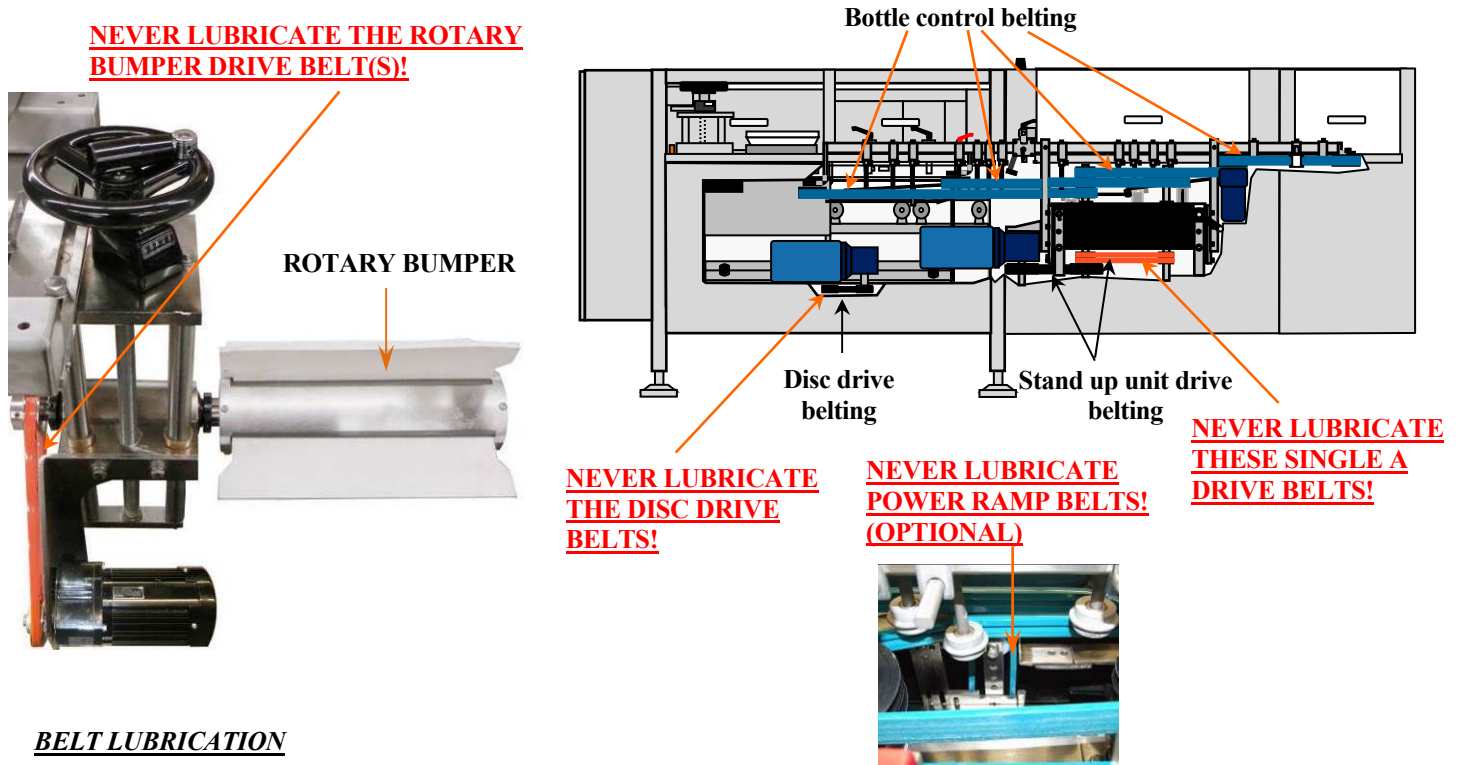 NEVER LUBRICATE THE ROTARY
BUMPER DRIVE BELT(S)!
ROTARY BUMPER
Bottle control belting
Disc drive
belting
Stand up unit drive
belting
NEVER LUBRICATE
THE DISC DRIVE
BELTS!
NEVER LUBRICATE
POWER RAMP BELTS!
(OPTIONAL)
NEVER LUBRICATE
THESE SINGLE A
DRIVE BELTS!
BELT LUBRICATION